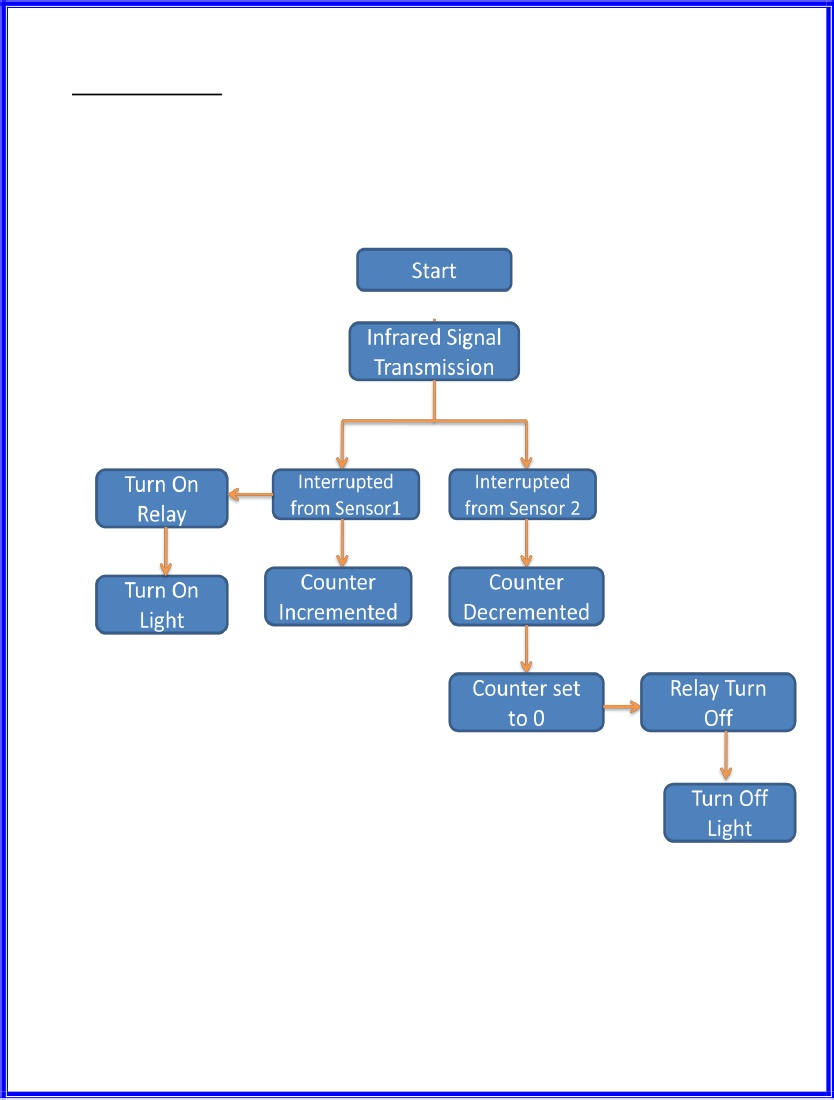 Start
Infrared Signal
Transmission
Interrupted
from Sensor1
Interrupted
from Sensor 2
Turn On
Relay
Turn On
Light
Counter
Incremented
Counter
Decremented
Counter set
to 0
Relay Turn
Off
Turn Off
Light